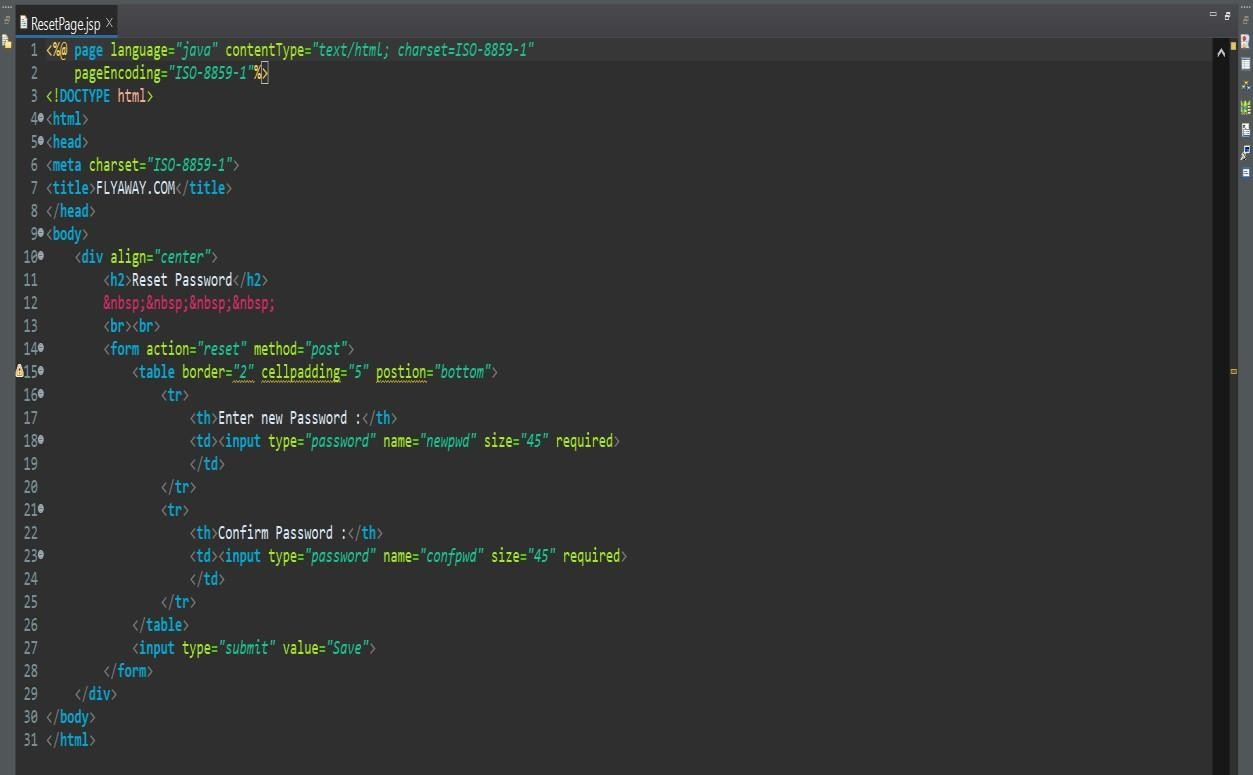 ResetPage.jsp X
1 <%@ page language="java" contentType="text/html; charset=ISO-8859-1"
2 pageEncoding="ISO-8859-1"%>
3 <!DOCTYPE html>
4 <html>
5 <head>
6 <meta charset="ISO-8859-1">
7 <title>FLYAWAY.COM</title>
8 </head>
9 <body>
10 <div align="center">
11 <h2>Reset Password</h2>
12 &nbsp;&nbsp;&nbsp;&nbsp;
13 <br><br>
14 <form action="reset" method="post">
15 <table border="2" cellpadding="5" postion="bottom">
16 <tr>
17 <th>Enter new Password :</th>
18 <td><input type="password" name="newpwd" size="45" required>
19 </td>
20 </tr>
21 <tr>
22 <th>Confirm Password :</th>
23 <td><input type="password" name="confpwd" size="45" required>
24 </td>
25 </tr>
26 </table>
27 <input type="submit" value="Save">
28 </form>
29 </div>
30 </body>
31 </html>